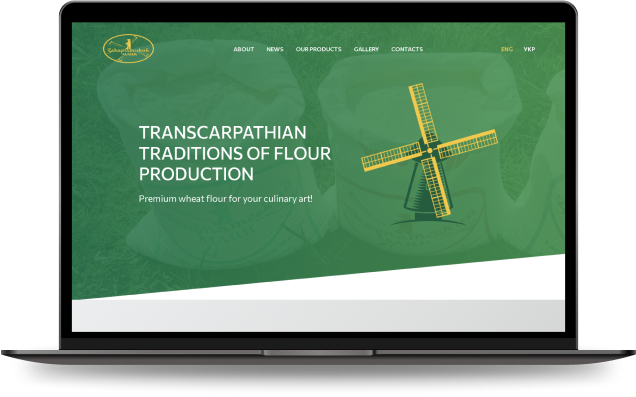 ABOUT NEWS OUR PRODUCTS GALLERY CONTACTS ENG УКР
TRANSCARPATHIAN
TRADITIONS OF FLOUR
PRODUCTION
Premium wheat flour for your culinary art!